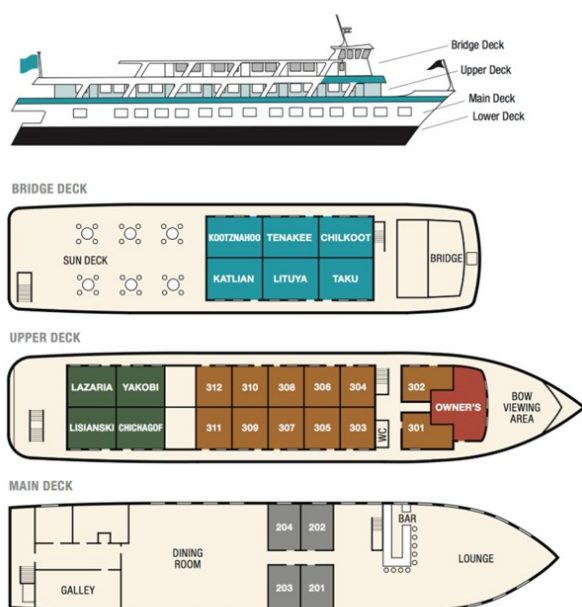 Bridge Deck
Upper Deck
Main Deck
Lower Deck
BRIDGE DECK
KOOTZNAHOO TENAKEE CHILKOOT
SUN DECK
BRIDGE
KATLIAN LITUYA TAKU
UPPER DECK
LAZARIA YAKOBI 312 310 308 306 304 302
OWNER'S
BOW
VIEWING
AREA
LISIANSKI CHICHAGOF 311 309 307 305 303 WC 301
MAIN DECK
204 202 BAR
DINING
ROOM
LOUNGE
GALLEY
203 201